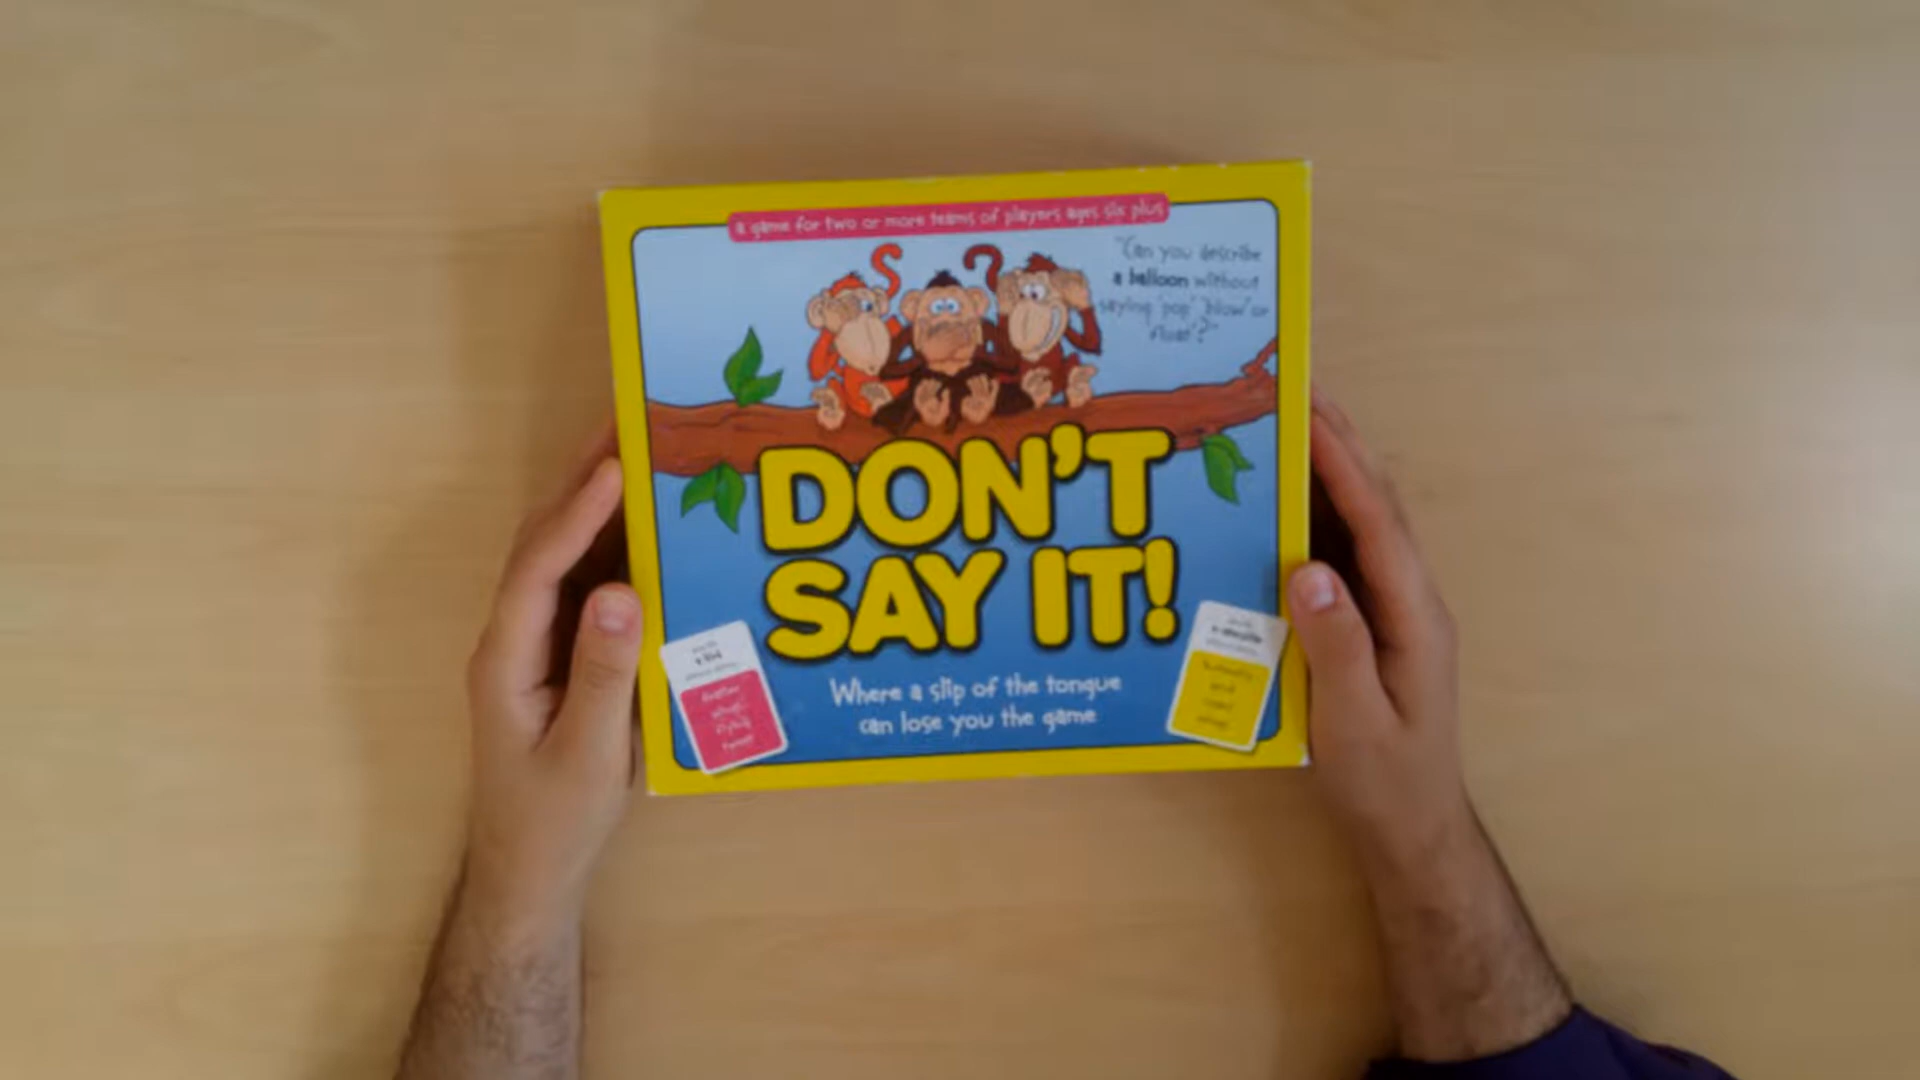 a game for two or more teams of players ages six plus
"Can you describe
a balloon without
saying 'pop' 'blow' or
'float'?"
DON'T
SAY IT!
Where a slip of the tongue
can lose you the game